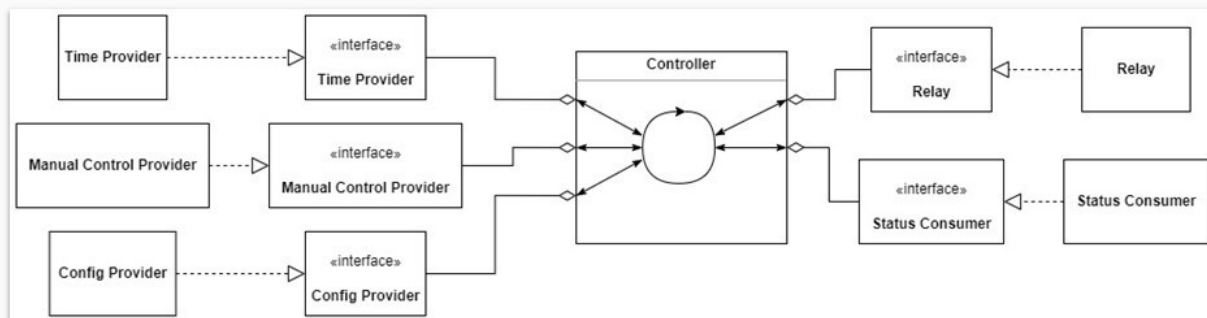 Time Provider
«interface»
Time Provider
Controller
«interface»
Relay
Relay
Manual Control Provider
«interface»
Manual Control Provider
«interface»
Status Consumer
Status Consumer
Config Provider
«interface»
Config Provider